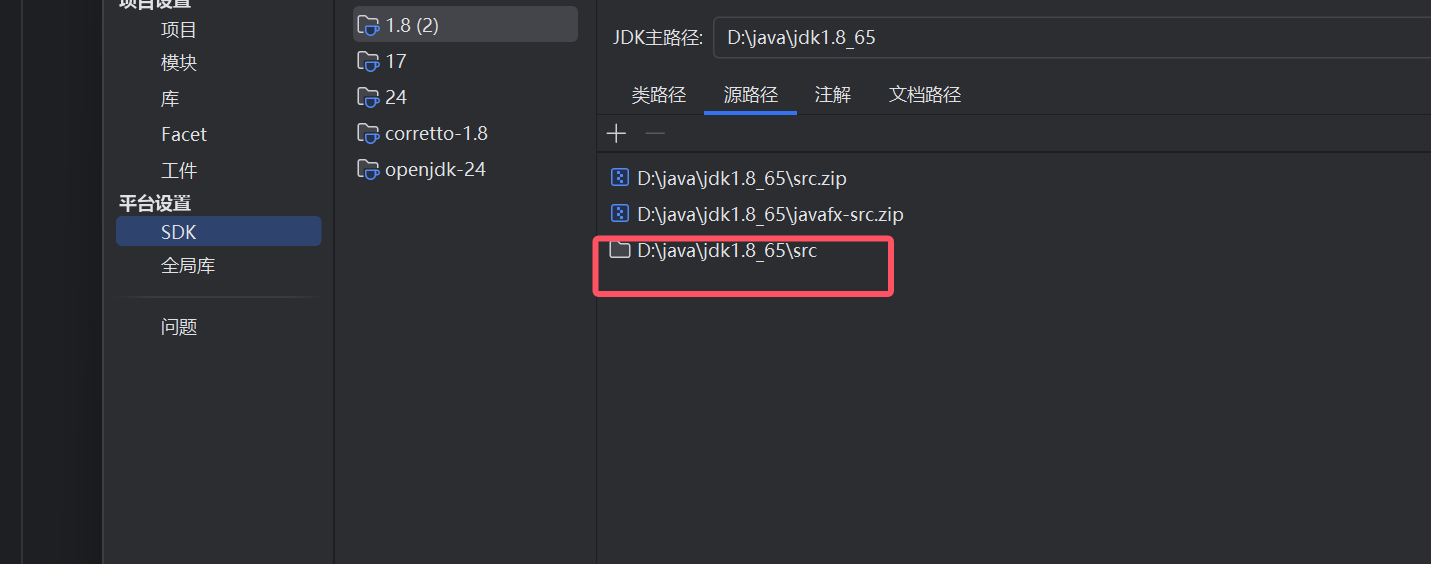 项目设置
项目
模块
库
Facet
工件
平台设置
SDK
全局库
问题
1.8 (2)
17
24
corretto-1.8
openjdk-24
JDK主路径: D:\java\jdk1.8_65
类路径 源路径 注解 文档路径
D:\java\jdk1.8_65\src.zip
D:\java\jdk1.8_65\javafx-src.zip
D:\java\jdk1.8_65\src